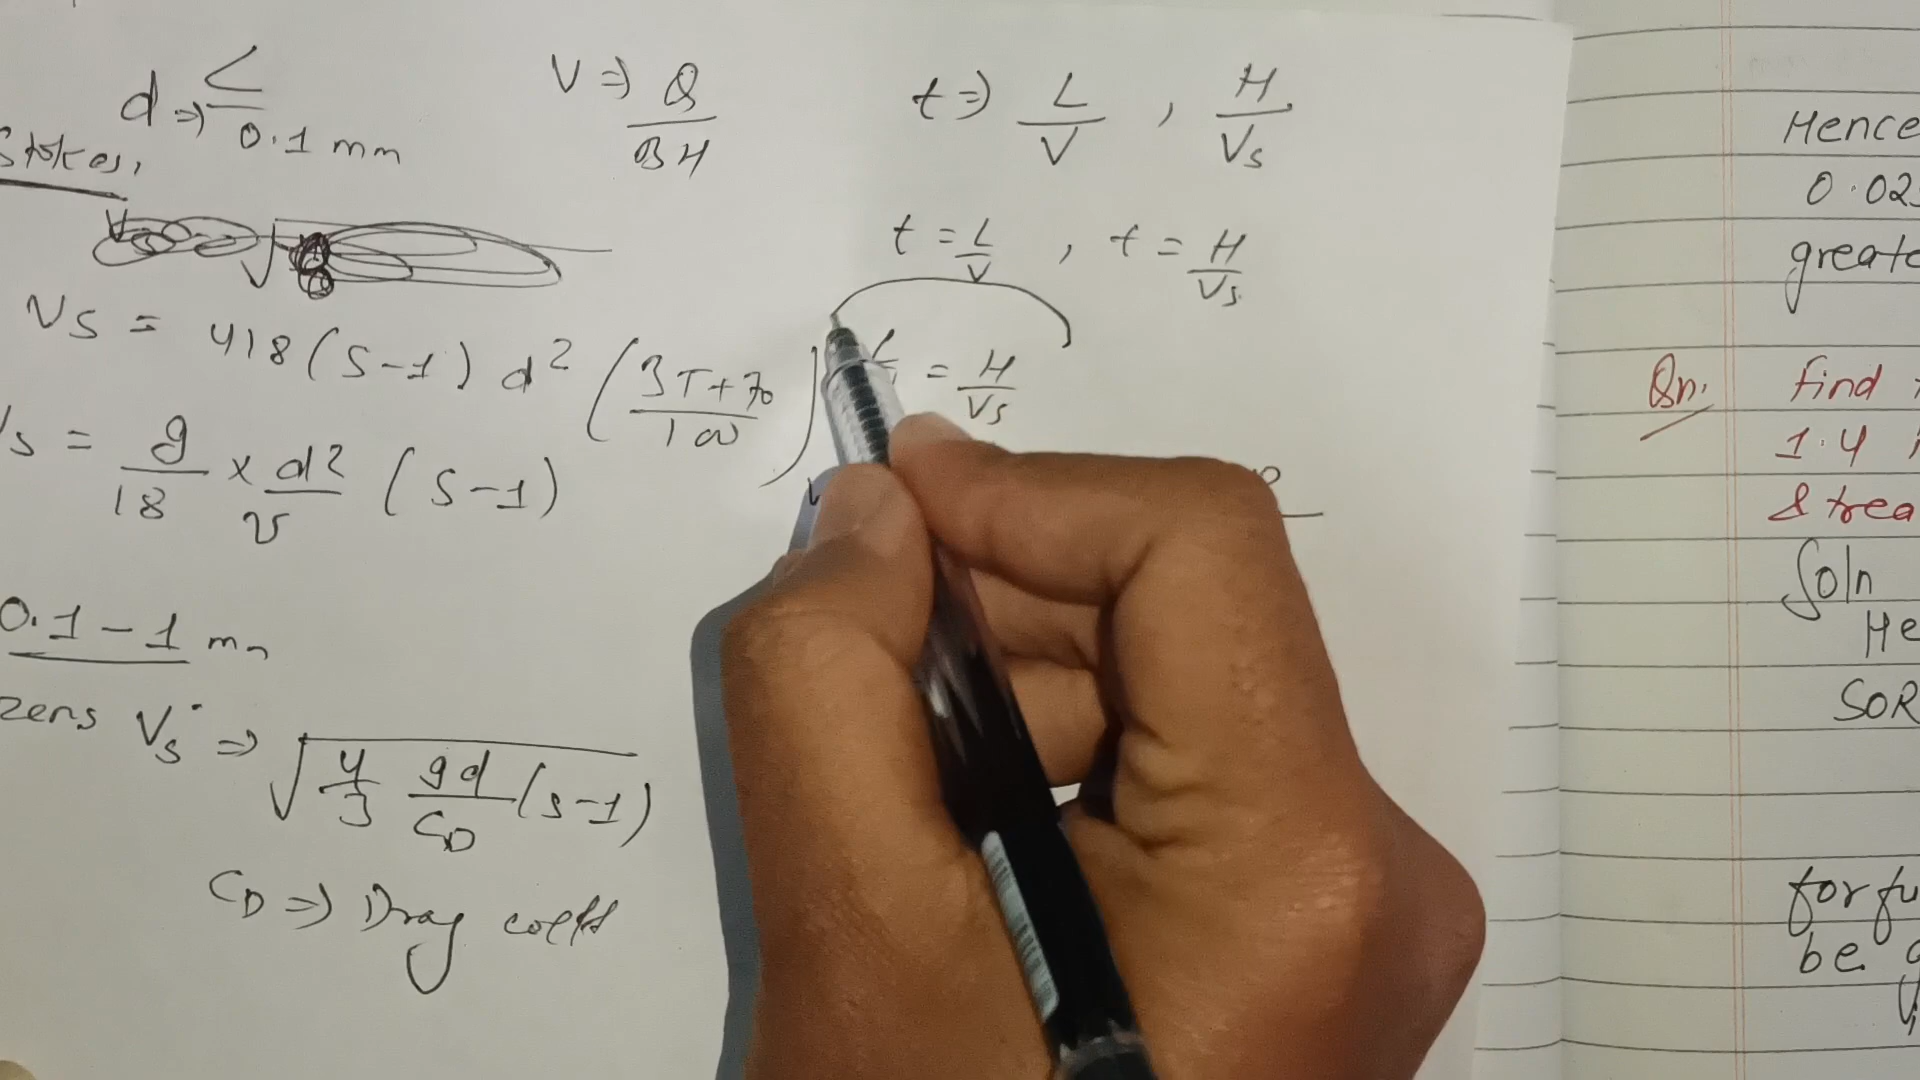 d ⇒ < / 0.1 mm
Stokes,
V ⇒ Q / BH
t ⇒ L / V , H / Vs
t = L / V , t = H / Vs
L = H / Vs
Vs = 418 (S-1) d² (3T+70 / 100)
Vs = g / 18 × d² / ν (S-1)
0.1 - 1 mm
Vs ⇒ √ 4 / 3 gd / CD (s-1)
CD ⇒ Drag coeff
Hence
0.02
Qn. find
1.4
& trea
Soln
He
SOR
for fu
be